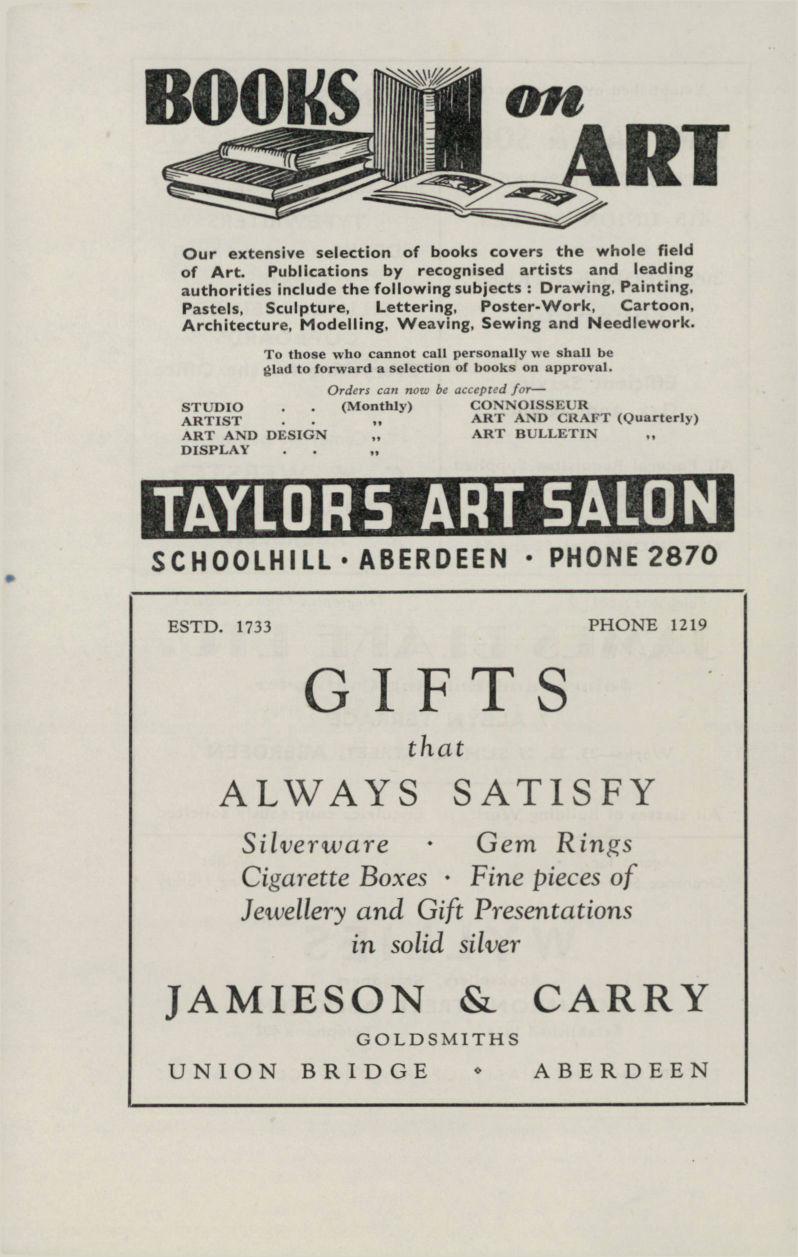 BOOKS on
ART
Our extensive selection of books covers the whole field
of Art. Publications by recognised artists and leading
authorities include the following subjects : Drawing, Painting,
Pastels, Sculpture, Lettering, Poster-Work, Cartoon,
Architecture, Modelling, Weaving, Sewing and Needlework.
To those who cannot call personally we shall be
glad to forward a selection of books on approval.
Orders can now be accepted for—
STUDIO . . (Monthly) CONNOISSEUR
ARTIST . . ,, ART AND CRAFT (Quarterly)
ART AND DESIGN ,, ART BULLETIN ,,
DISPLAY . . ,,
TAYLORS ART SALON
SCHOOLHILL · ABERDEEN · PHONE 2870
ESTD. 1733 PHONE 1219
GIFTS
that
ALWAYS SATISFY
Silverware · Gem Rings
Cigarette Boxes · Fine pieces of
Jewellery and Gift Presentations
in solid silver
JAMIESON & CARRY
GOLDSMITHS
UNION BRIDGE ⋄ ABERDEEN